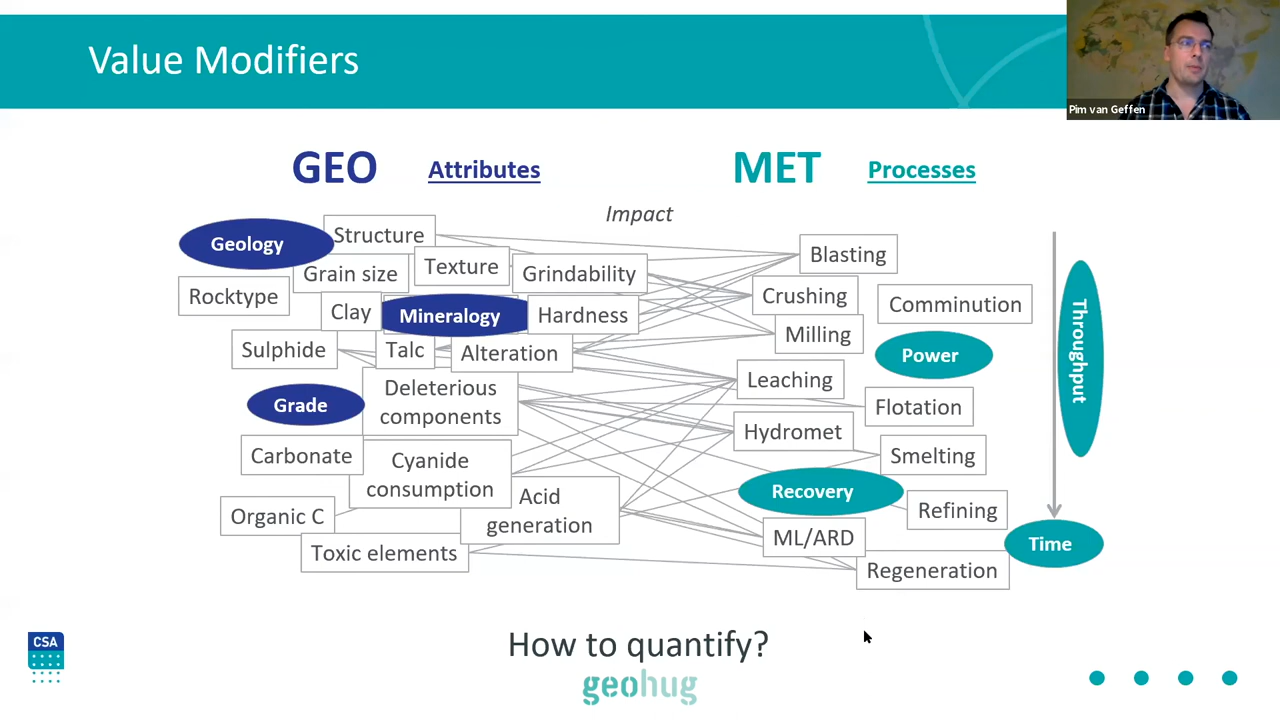 Value Modifiers
Pim van Geffen
GEO
Attributes
MET
Processes
Impact
Geology
Structure
Grain size
Texture
Grindability
Rocktype
Clay
Mineralogy
Hardness
Sulphide
Talc
Alteration
Grade
Deleterious
components
Carbonate
Cyanide
consumption
Organic C
Acid
generation
Toxic elements
Blasting
Crushing
Comminution
Milling
Power
Leaching
Flotation
Hydromet
Smelting
Recovery
Refining
ML/ARD
Regeneration
Throughput
Time
How to quantify?
CSA
geohug